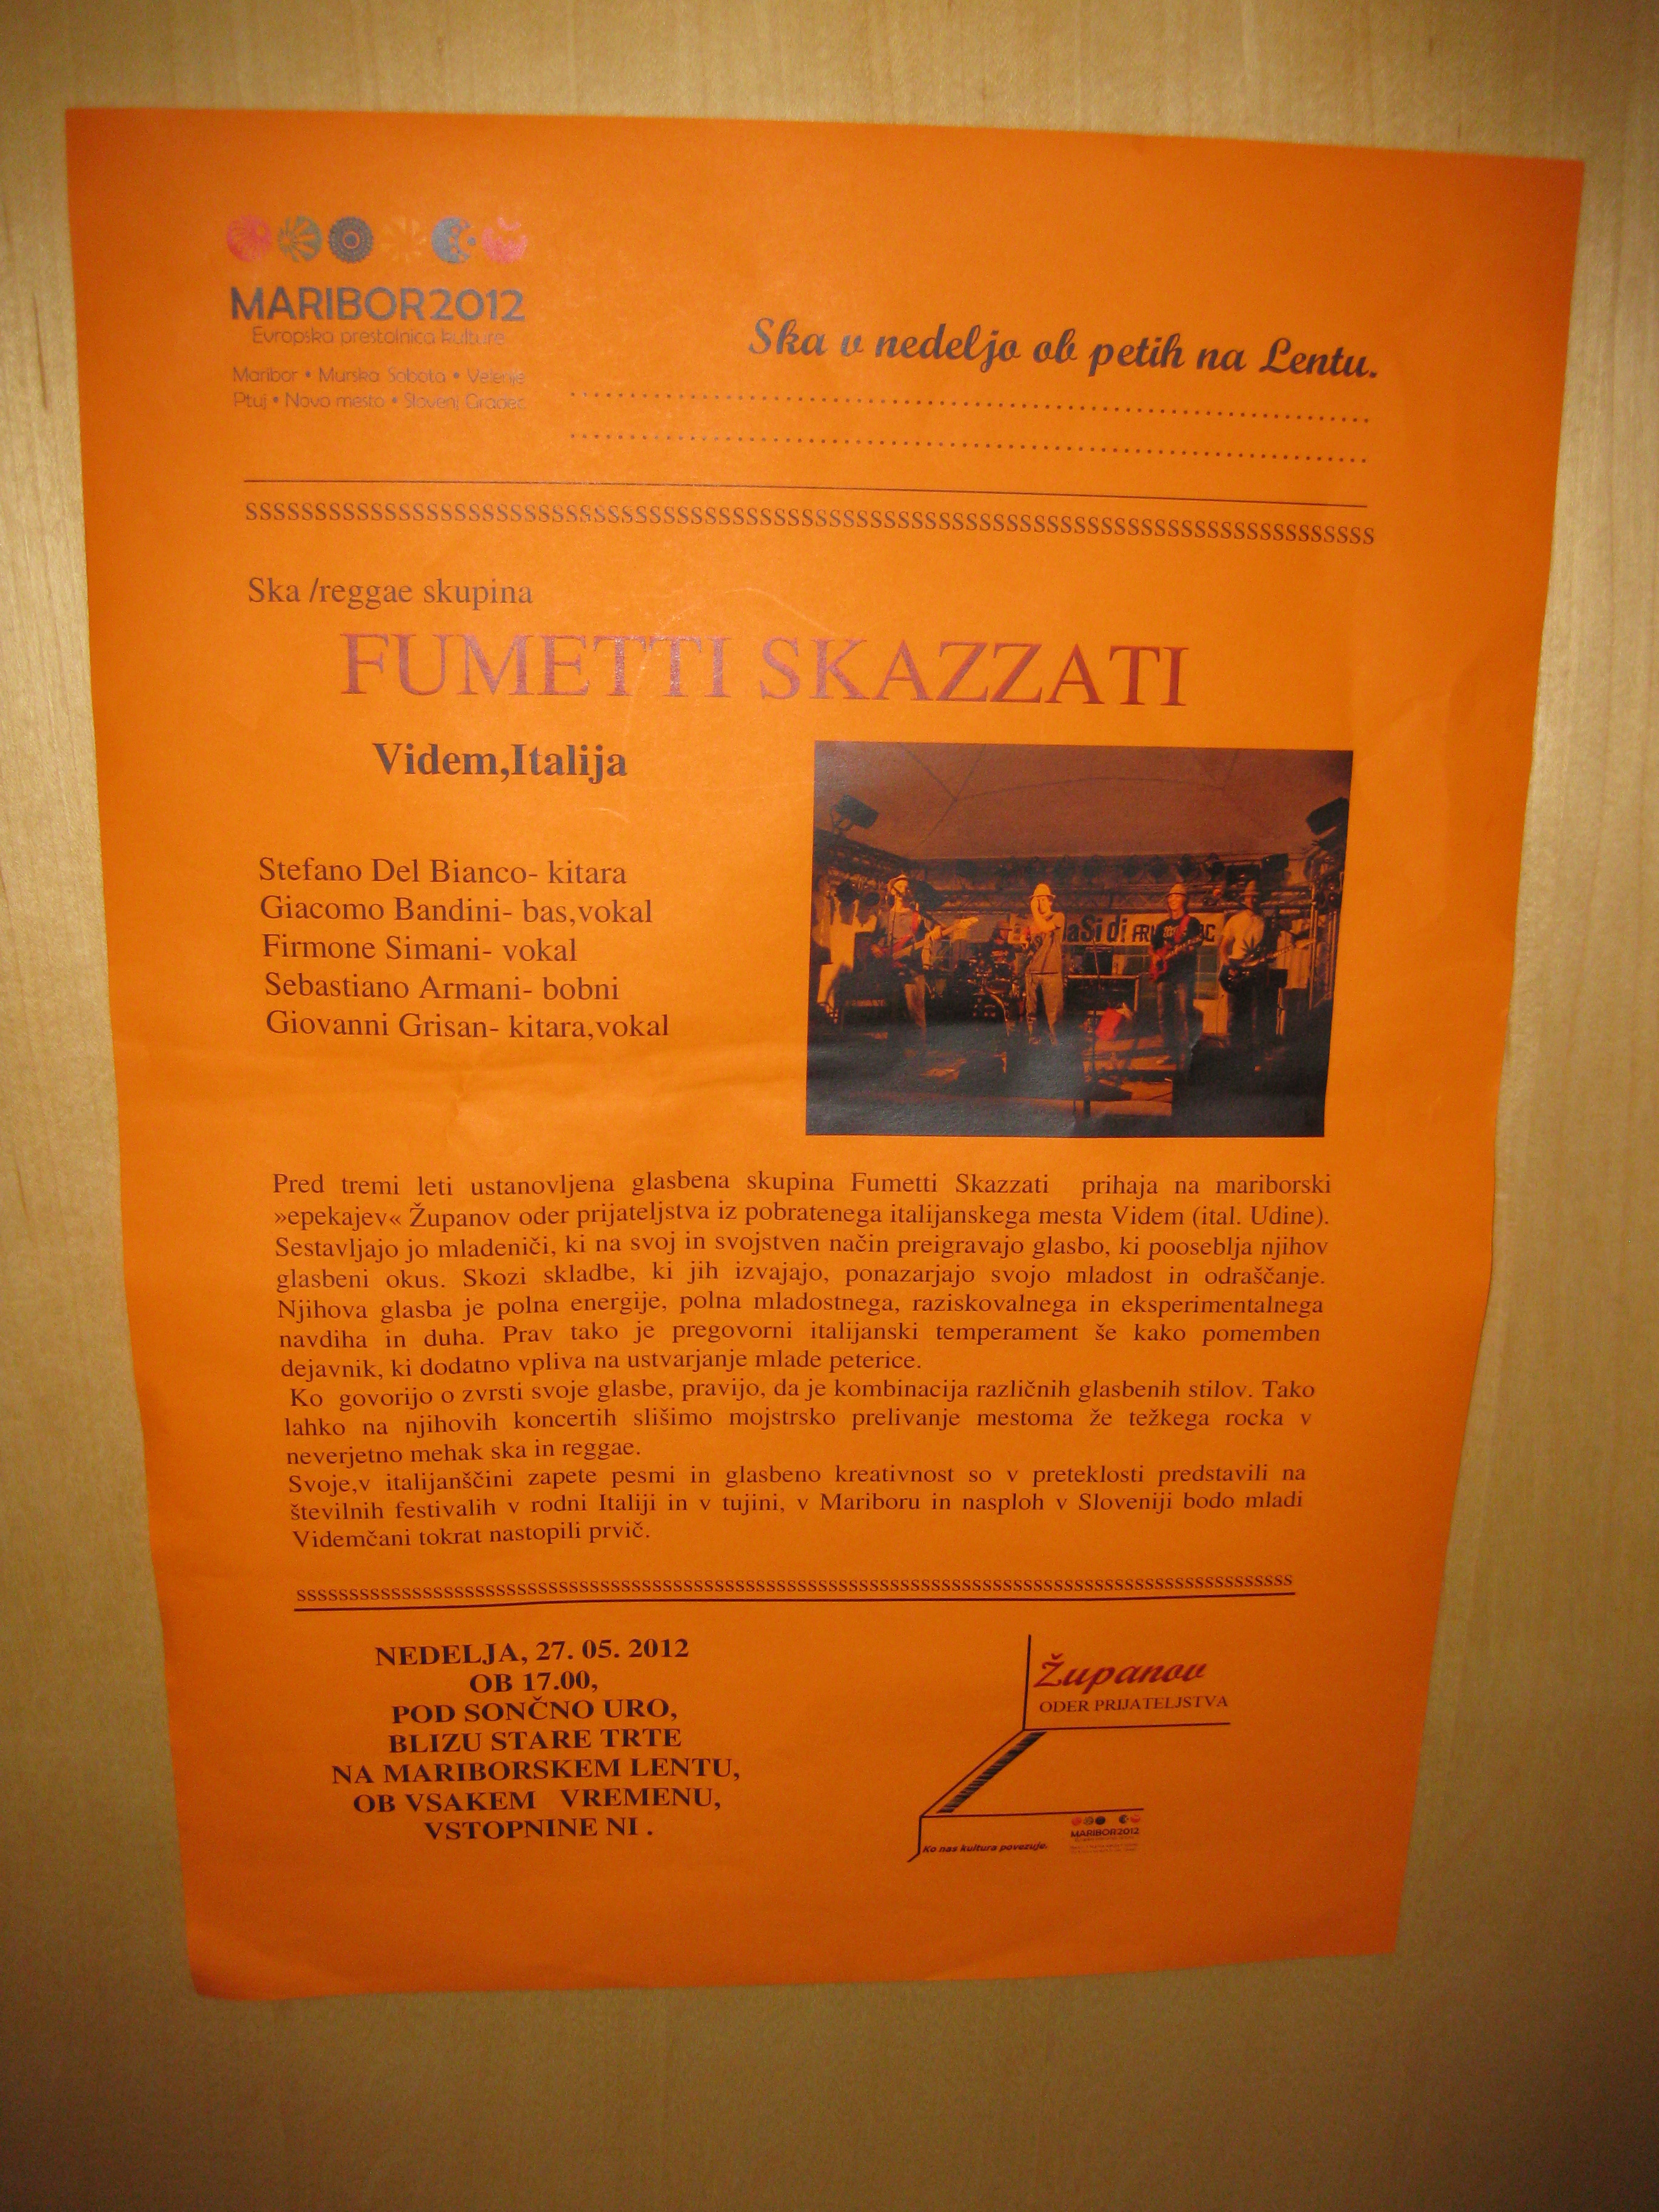 MARIBOR2012
Evropska prestolnica kulture
Maribor • Murska Sobota • Velenje
Ptuj • Novo mesto • Slovenj Gradec
Ska v nedeljo ob petih na Lentu.
Ska /reggae skupina
FUMETTI SKAZZATI
Videm,Italija
Stefano Del Bianco- kitara
Giacomo Bandini- bas,vokal
Firmone Simani- vokal
Sebastiano Armani- bobni
Giovanni Grisan- kitara,vokal
Pred tremi leti ustanovljena glasbena skupina Fumetti Skazzati prihaja na mariborski
»epekajev« Županov oder prijateljstva iz pobratenega italijanskega mesta Videm (ital. Udine).
Sestavljajo jo mladeniči, ki na svoj in svojstven način preigravajo glasbo, ki pooseblja njihov
glasbeni okus. Skozi skladbe, ki jih izvajajo, ponazarjajo svojo mladost in odraščanje.
Njihova glasba je polna energije, polna mladostnega, raziskovalnega in eksperimentalnega
navdiha in duha. Prav tako je pregovorni italijanski temperament še kako pomemben
dejavnik, ki dodatno vpliva na ustvarjanje mlade peterice.
Ko govorijo o zvrsti svoje glasbe, pravijo, da je kombinacija različnih glasbenih stilov. Tako
lahko na njihovih koncertih slišimo mojstrsko prelivanje mestoma že težkega rocka v
neverjetno mehak ska in reggae.
Svoje,v italijanščini zapete pesmi in glasbeno kreativnost so v preteklosti predstavili na
številnih festivalih v rodni Italiji in v tujini, v Mariboru in nasploh v Sloveniji bodo mladi
Videmčani tokrat nastopili prvič.
NEDELJA, 27. 05. 2012
OB 17.00,
POD SONČNO URO,
BLIZU STARE TRTE
NA MARIBORSKEM LENTU,
OB VSAKEM VREMENU,
VSTOPNINE NI .
Županov
ODER PRIJATELJSTVA
Ko nas kultura povezuje.
MARIBOR2012